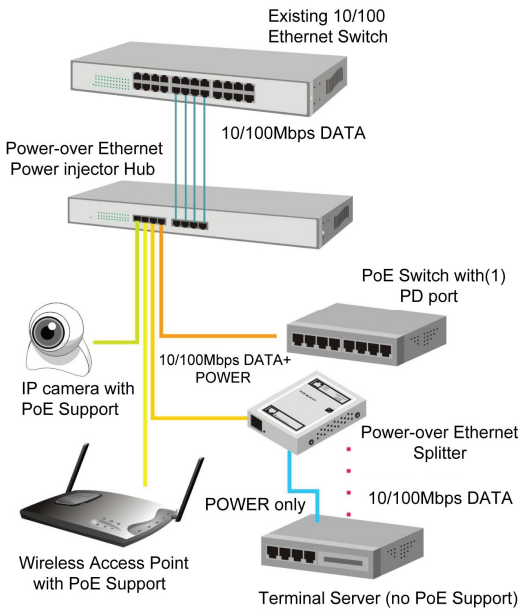 Existing 10/100
Ethernet Switch
10/100Mbps DATA
Power-over Ethernet
Power injector Hub
PoE Switch with(1)
PD port
10/100Mbps DATA+
POWER
IP camera with
PoE Support
Power-over Ethernet
Splitter
POWER only
10/100Mbps DATA
Wireless Access Point
with PoE Support
Terminal Server (no PoE Support)